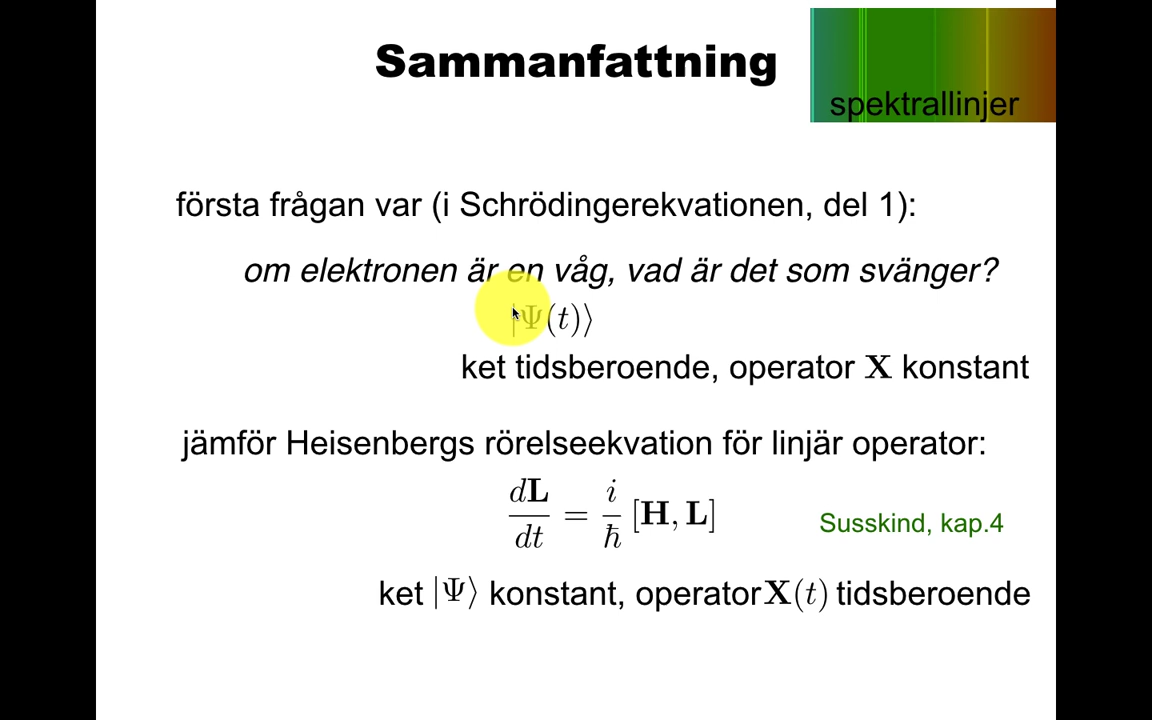 Sammanfattning
spektrallinjer
första frågan var (i Schrödingerekvationen, del 1):
om elektronen är en våg, vad är det som svänger?
|Ψ(t)⟩
ket tidsberoende, operator X konstant
jämför Heisenbergs rörelseekvation för linjär operator:
dL/dt = i/ħ [H, L]
Susskind, kap.4
ket |Ψ⟩ konstant, operator X(t) tidsberoende